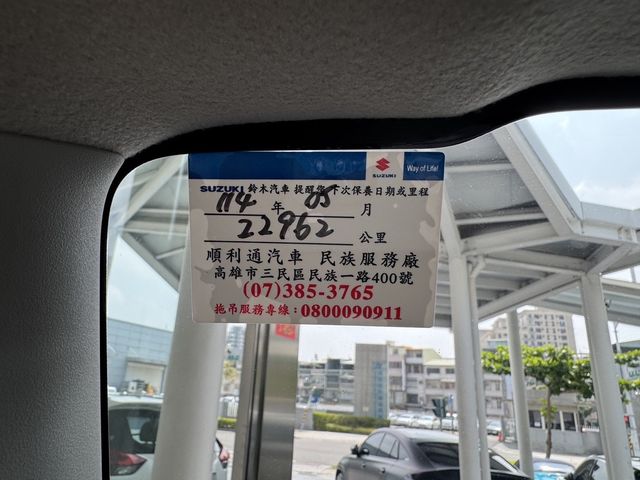 SUZUKI
Way of Life!
SUZUKI 鈴木汽車 提醒您下次保養日期或里程
114 年 05 月
22962 公里
順利通汽車 民族服務廠
高雄市三民區民族一路400號
(07)385-3765
拖吊服務專線：0800090911